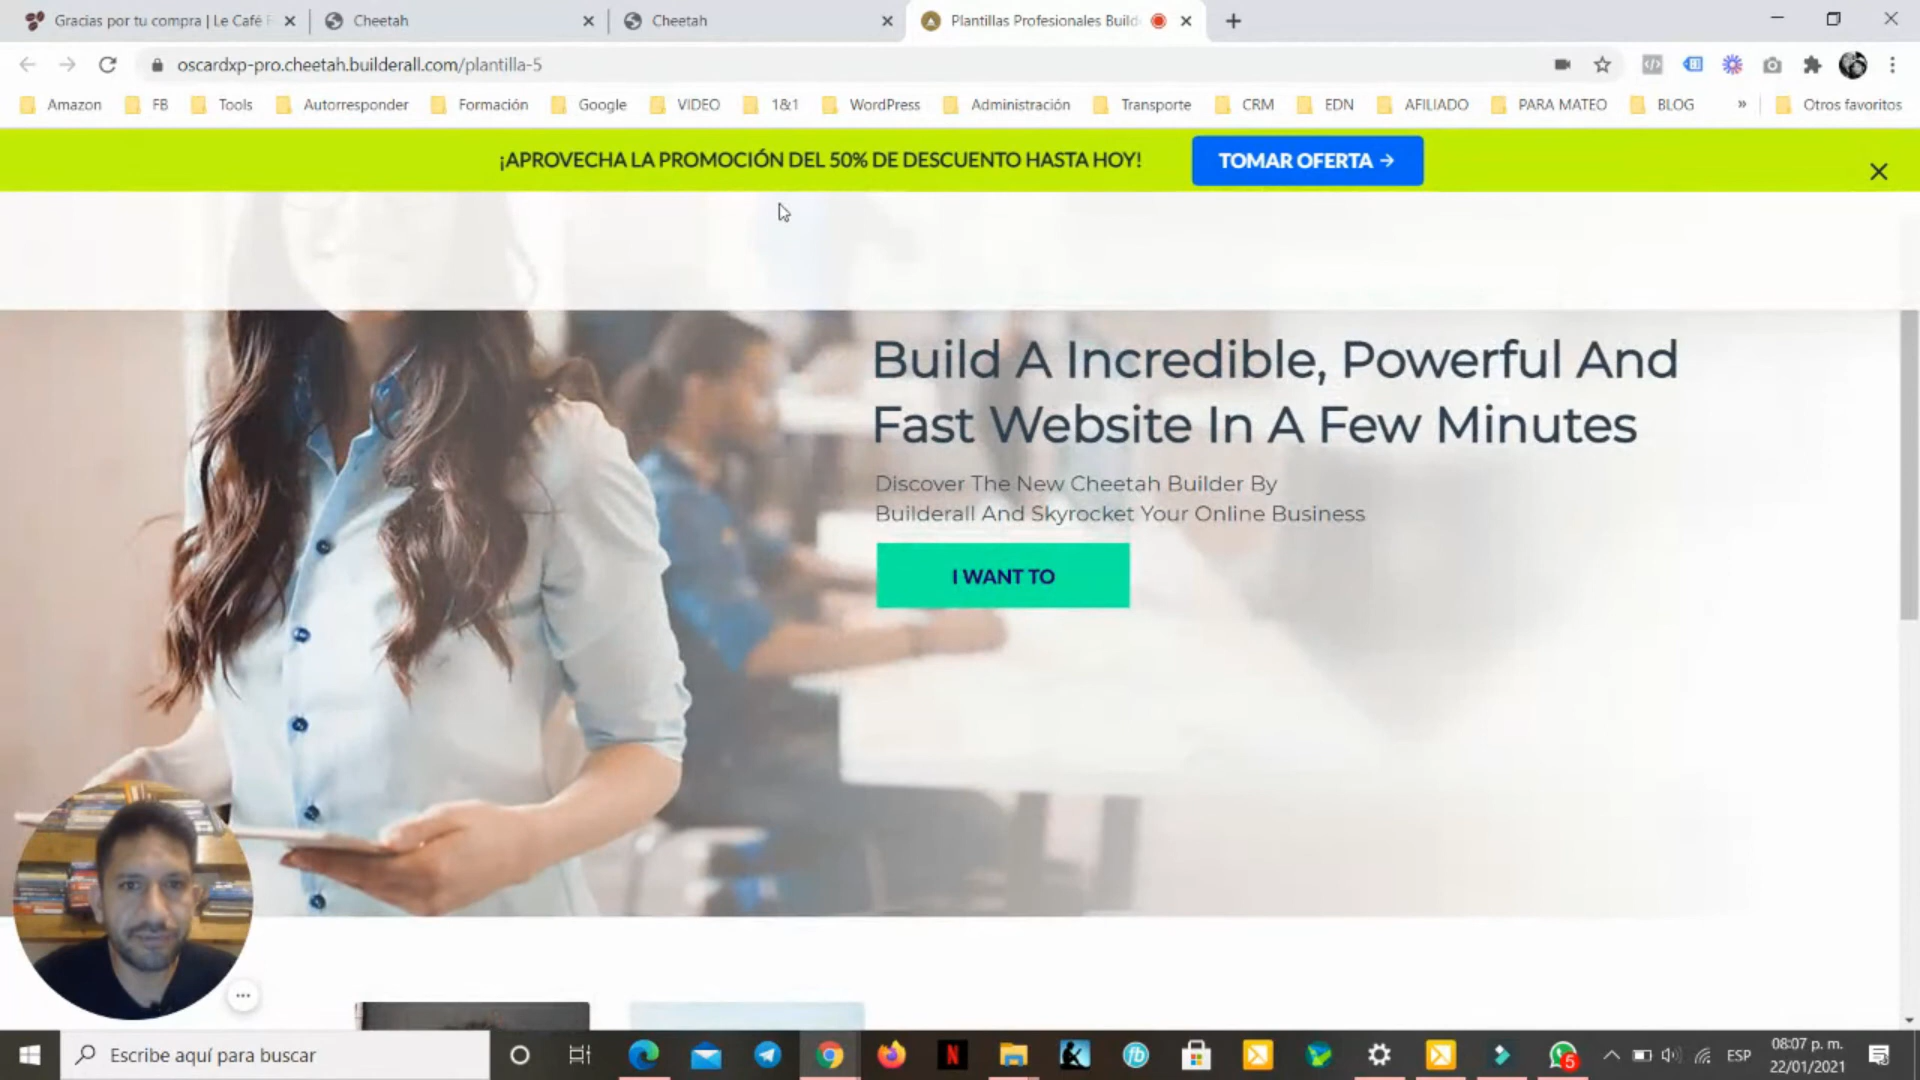 Gracias por tu compra | Le Café
Cheetah
Cheetah
Plantillas Profesionales Build
oscardxp-pro.cheetah.builderall.com/plantilla-5
Amazon
FB
Tools
Autorresponder
Formación
Google
VIDEO
1&1
WordPress
Administración
Transporte
CRM
EDN
AFILIADO
PARA MATEO
BLOG
»
Otros favoritos
¡APROVECHA LA PROMOCIÓN DEL 50% DE DESCUENTO HASTA HOY!
TOMAR OFERTA →
Build A Incredible, Powerful And
Fast Website In A Few Minutes
Discover The New Cheetah Builder By
Builderall And Skyrocket Your Online Business
I WANT TO
Escribe aquí para buscar
N
fb
5
ESP
08:07 p. m.
22/01/2021